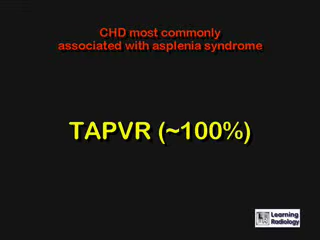 CHD most commonly
associated with asplenia syndrome
TAPVR (~100%)
Learning
Radiology